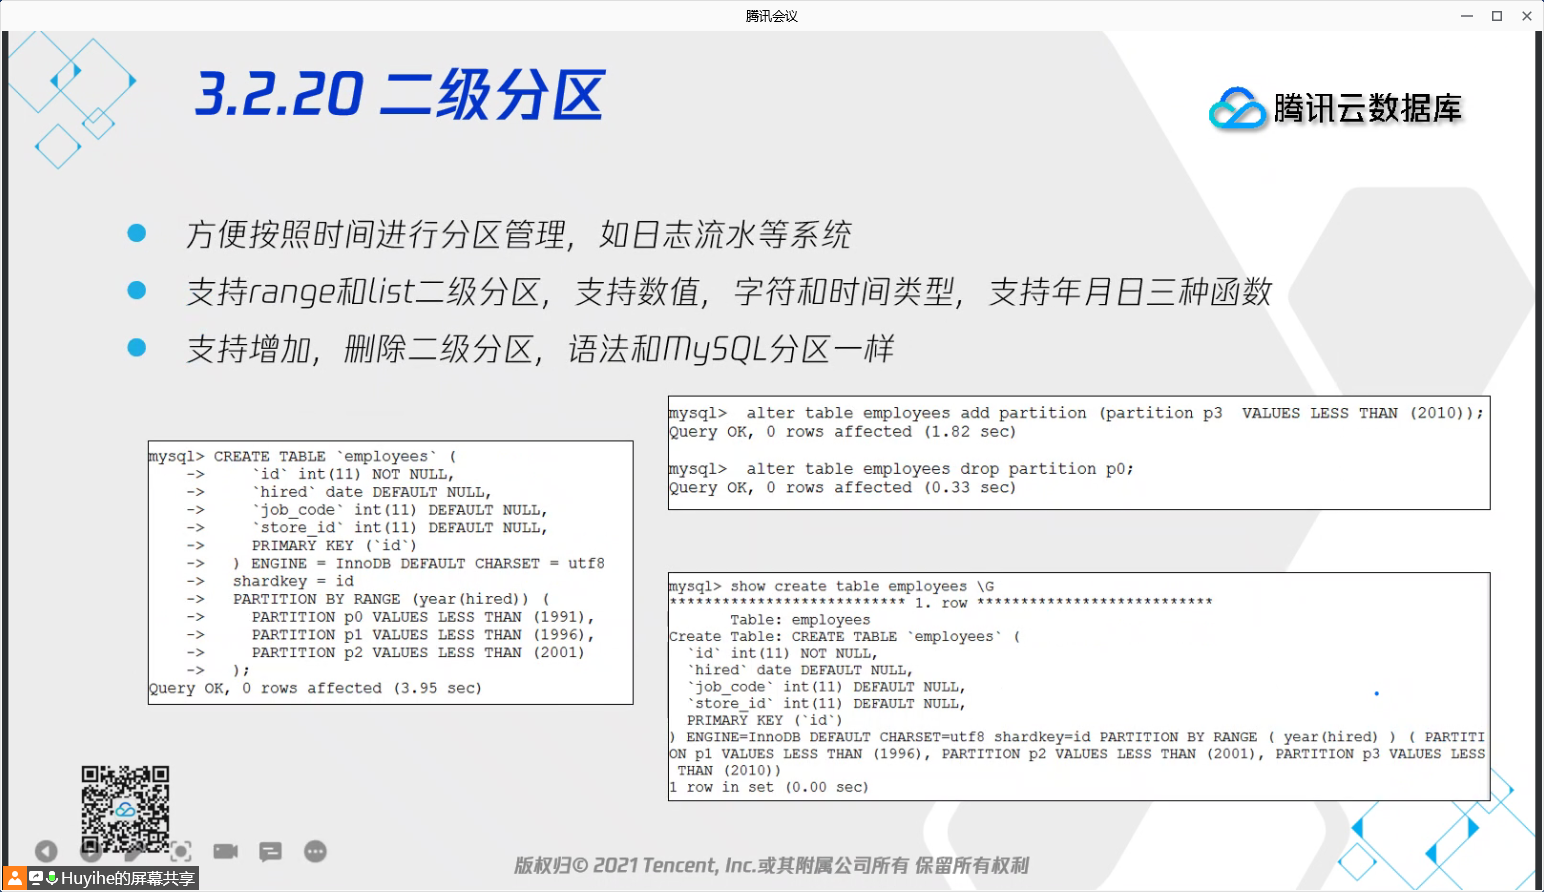 腾讯会议
3.2.20 二级分区
腾讯云数据库
方便按照时间进行分区管理，如日志流水等系统
支持range和list二级分区，支持数值，字符和时间类型，支持年月日三种函数
支持增加，删除二级分区，语法和MySQL分区一样
mysql> CREATE TABLE `employees` (
    ->     `id` int(11) NOT NULL,
    ->     `hired` date DEFAULT NULL,
    ->     `job_code` int(11) DEFAULT NULL,
    ->     `store_id` int(11) DEFAULT NULL,
    ->     PRIMARY KEY (`id`)
    ->   ) ENGINE = InnoDB DEFAULT CHARSET = utf8
    ->   shardkey = id
    ->   PARTITION BY RANGE (year(hired)) (
    ->     PARTITION p0 VALUES LESS THAN (1991),
    ->     PARTITION p1 VALUES LESS THAN (1996),
    ->     PARTITION p2 VALUES LESS THAN (2001)
    ->   );
Query OK, 0 rows affected (3.95 sec)
mysql>  alter table employees add partition (partition p3  VALUES LESS THAN (2010));
Query OK, 0 rows affected (1.82 sec)
mysql>  alter table employees drop partition p0;
Query OK, 0 rows affected (0.33 sec)
mysql> show create table employees \G
*************************** 1. row ***************************
       Table: employees
Create Table: CREATE TABLE `employees` (
  `id` int(11) NOT NULL,
  `hired` date DEFAULT NULL,
  `job_code` int(11) DEFAULT NULL,
  `store_id` int(11) DEFAULT NULL,
  PRIMARY KEY (`id`)
) ENGINE=InnoDB DEFAULT CHARSET=utf8 shardkey=id PARTITION BY RANGE ( year(hired) ) ( PARTITI
ON p1 VALUES LESS THAN (1996), PARTITION p2 VALUES LESS THAN (2001), PARTITION p3 VALUES LESS
 THAN (2010))
1 row in set (0.00 sec)
版权归© 2021 Tencent, Inc.或其附属公司所有 保留所有权利
Huyihe的屏幕共享